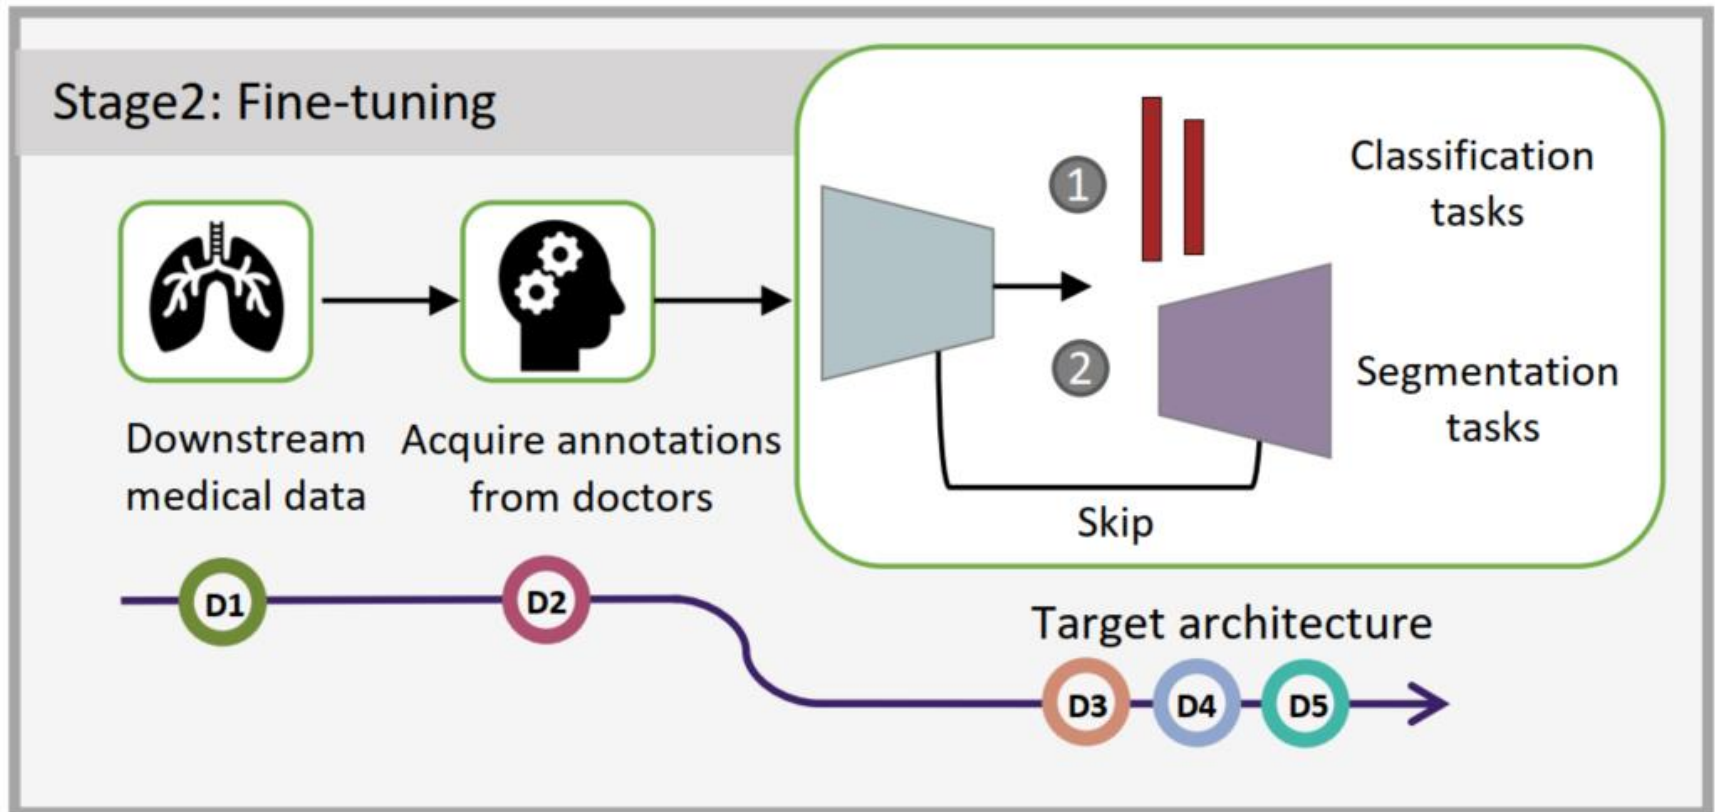 Stage2: Fine-tuning
1
Classification
tasks
2
Segmentation
tasks
Skip
Downstream
medical data
Acquire annotations
from doctors
D1
D2
Target architecture
D3
D4
D5